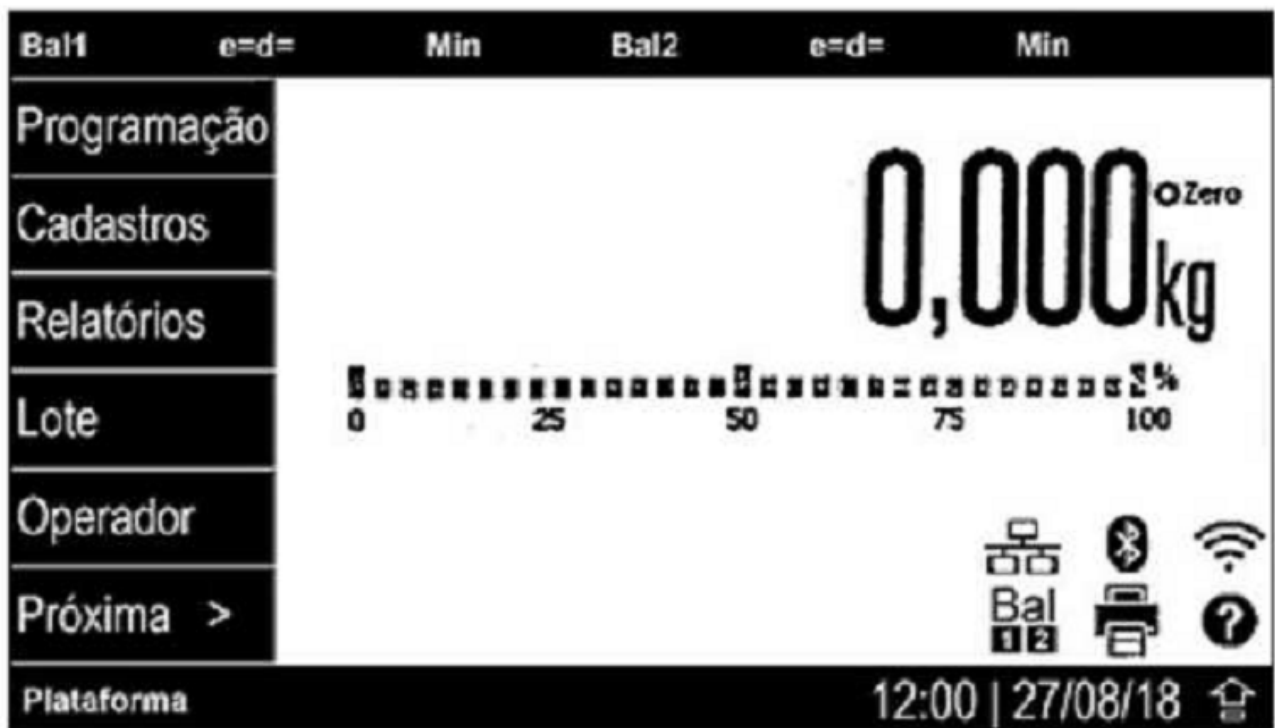 Bal1 e=d= Min Bal2 e=d= Min
Programação
Cadastros
Relatórios
Lote
Operador
Próxima >
0,000 kg
Zero
%
0 25 50 75 100
Bal
1 2
?
Plataforma 12:00 | 27/08/18